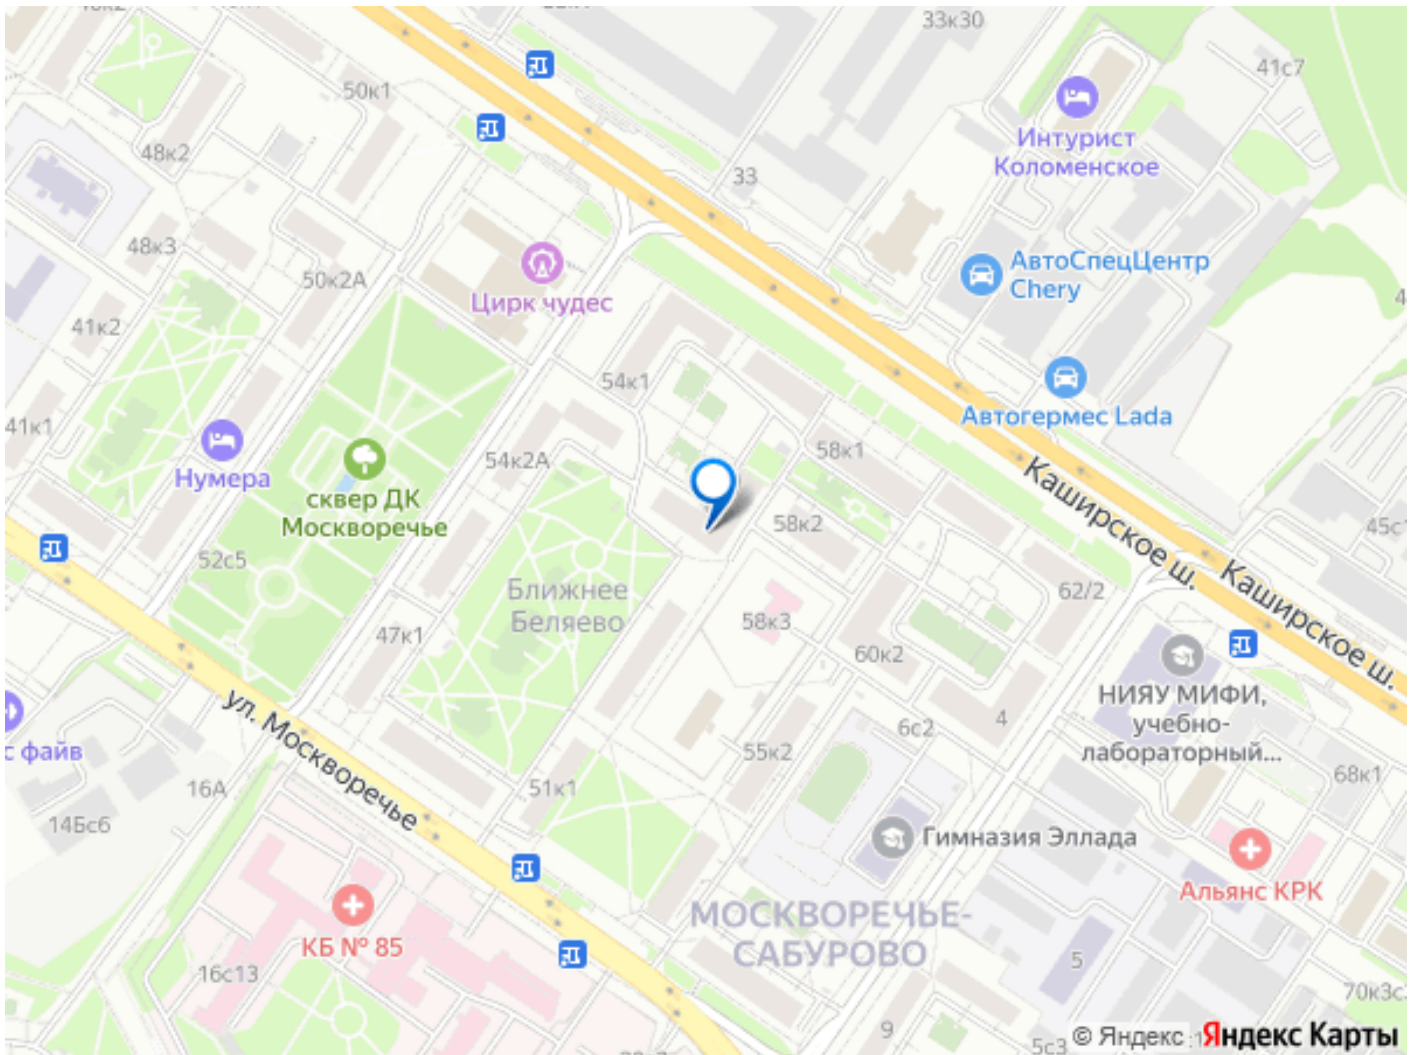 33к30
41с7
50к1
Интурист
Коломенское
48к2
33
48к3
АвтоСпецЦентр
Chery
50к2А
Цирк чудес
41к2
54к1
Автогермес Lada
41к1
58к1
54к2А
Нумера
сквер ДК
Москворечье
Каширское ш.
58к2
45с
52с5
Ближнее
Беляево
62/2
Каширское ш.
47к1
58к3
60к2
НИЯУ МИФИ,
учебно-
лабораторный...
ул. Москворечье
4
6с2
с файв
55к2
68к1
16А
51к1
14Бс6
Гимназия Эллада
Альянс КРК
МОСКВОРЕЧЬЕ-
САБУРОВО
КБ № 85
16с13
5
70к3с
9
5с3
© Яндекс
Яндекс Карты